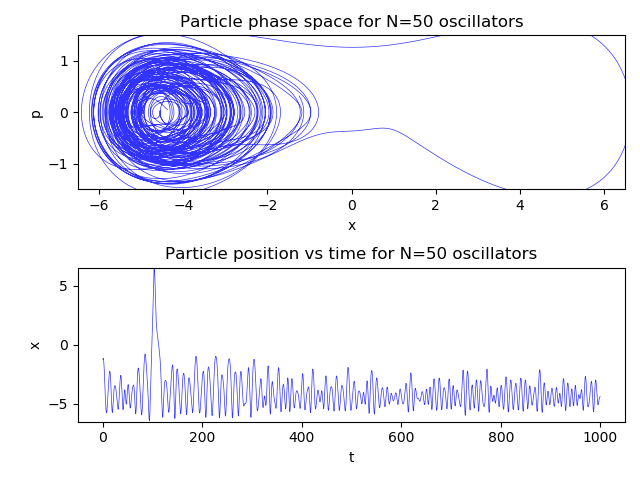 Particle phase space for N=50 oscillators
1
0
−1
p
−6 −4 −2 0 2 4 6
x
Particle position vs time for N=50 oscillators
5
0
−5
x
0 200 400 600 800 1000
t